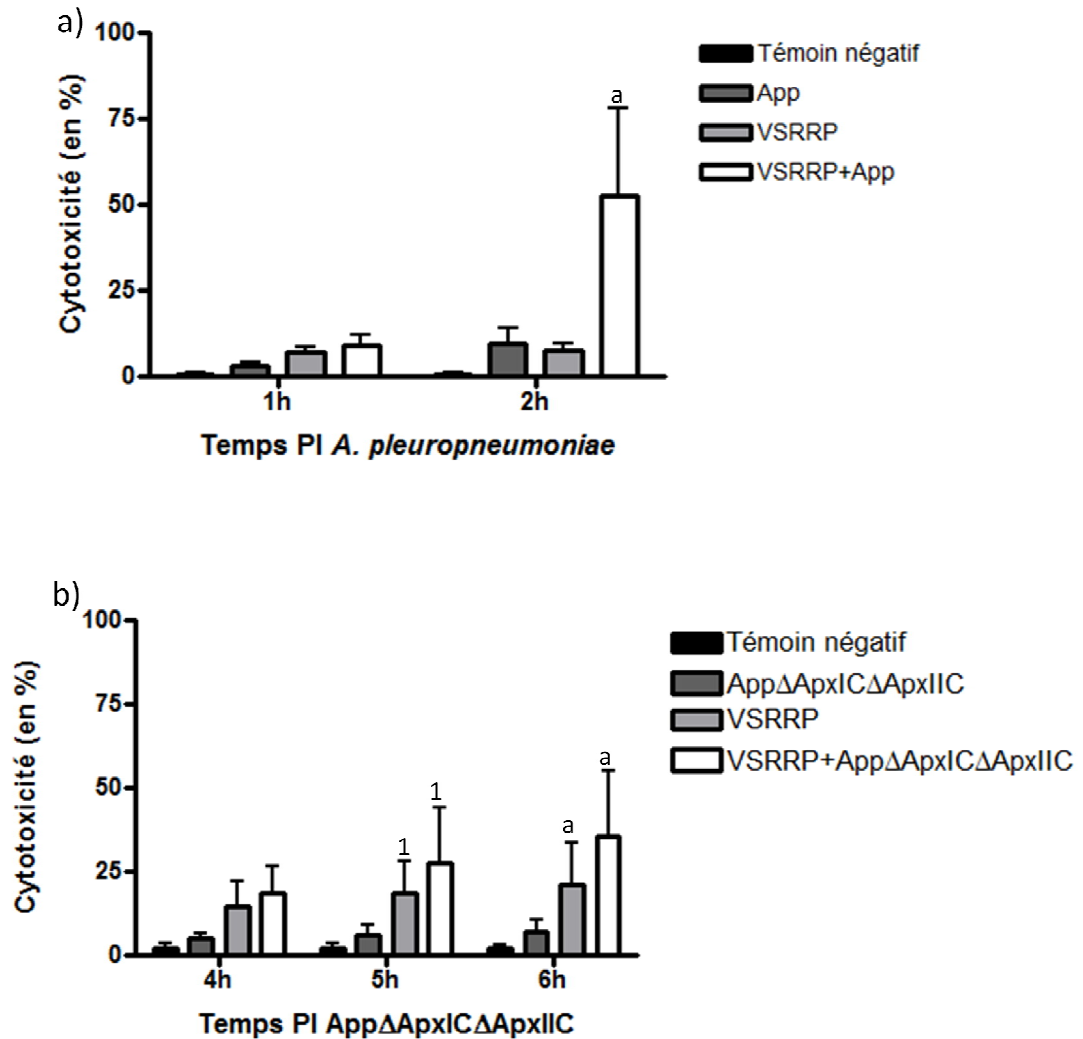 a)
Cytotoxicité (en %)
100
75
50
25
0
a
1h
2h
Temps PI A. pleuropneumoniae
Témoin négatif
App
VSRRP
VSRRP+App
b)
Cytotoxicité (en %)
100
75
50
25
0
1
1
a
a
4h
5h
6h
Temps PI AppΔApxICΔApxIIC
Témoin négatif
AppΔApxICΔApxIIC
VSRRP
VSRRP+AppΔApxICΔApxIIC